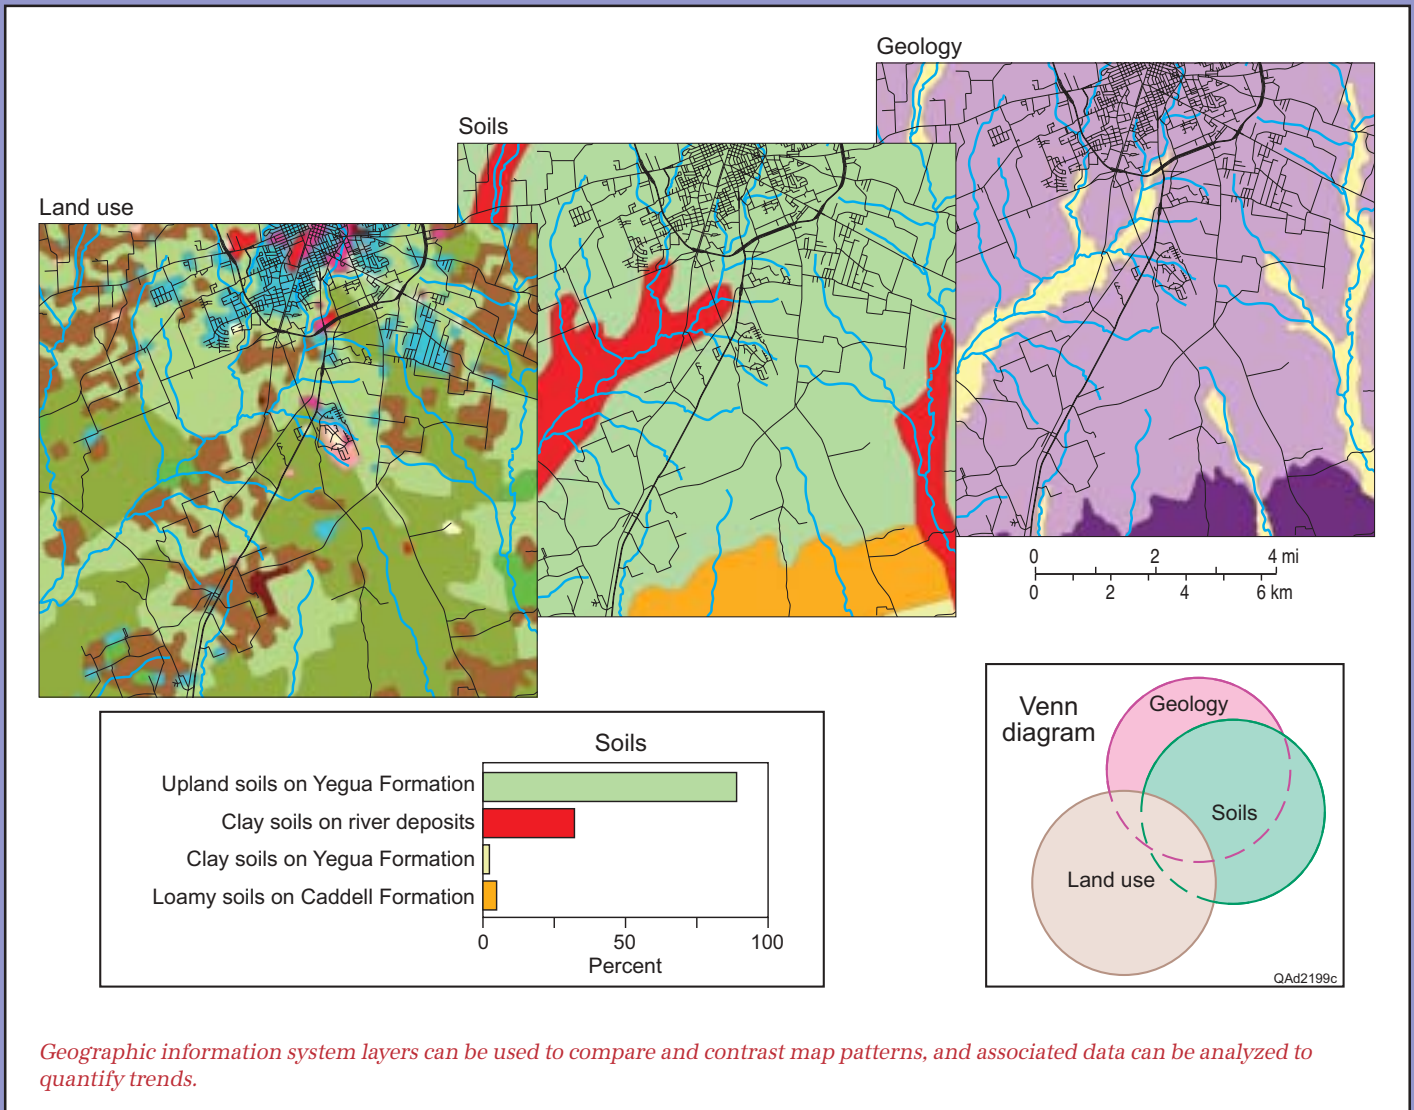 Geology
Soils
Land use
0 2 4 mi
0 2 4 6 km
Soils
Upland soils on Yegua Formation
Clay soils on river deposits
Clay soils on Yegua Formation
Loamy soils on Caddell Formation
0 50 100
Percent
Venn
diagram
Geology
Soils
Land use
QAd2199c
Geographic information system layers can be used to compare and contrast map patterns, and associated data can be analyzed to
quantify trends.